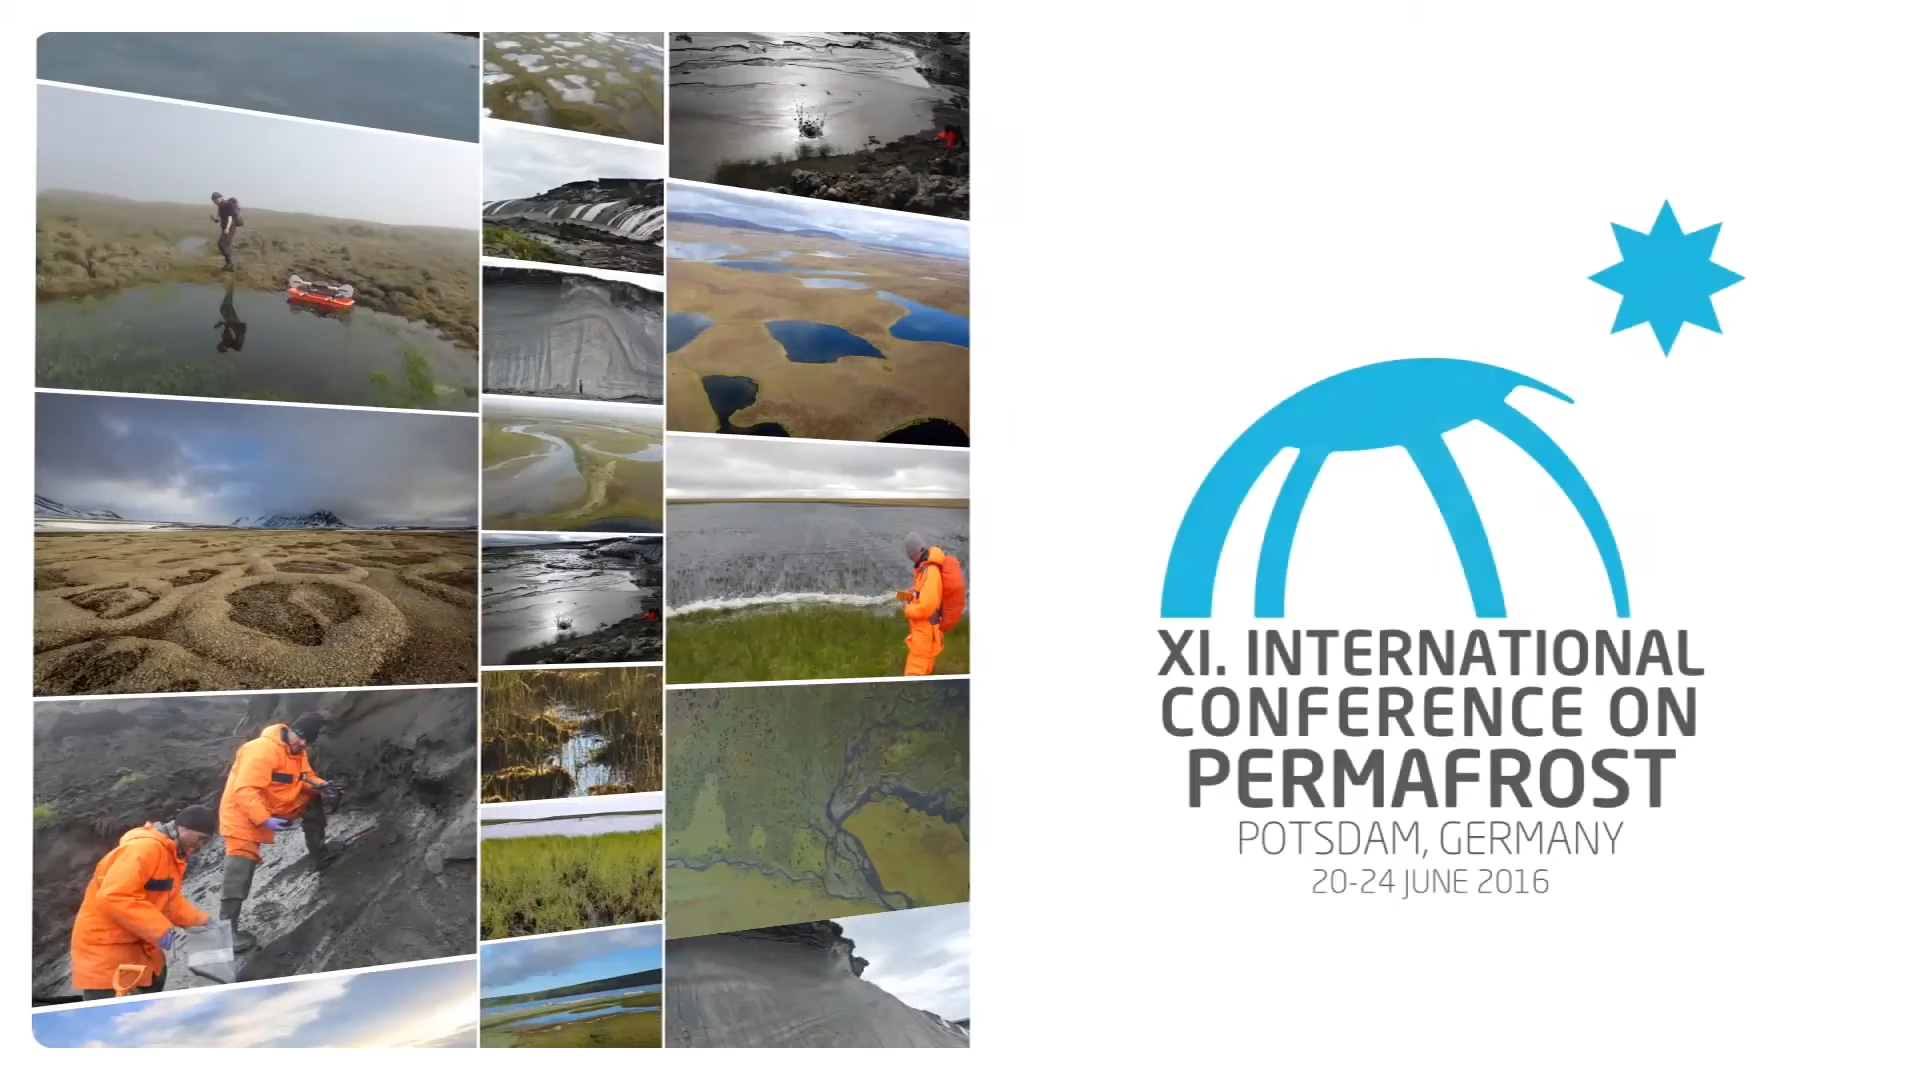 XI. INTERNATIONAL
CONFERENCE ON
PERMAFROST
POTSDAM, GERMANY
20-24 JUNE 2016